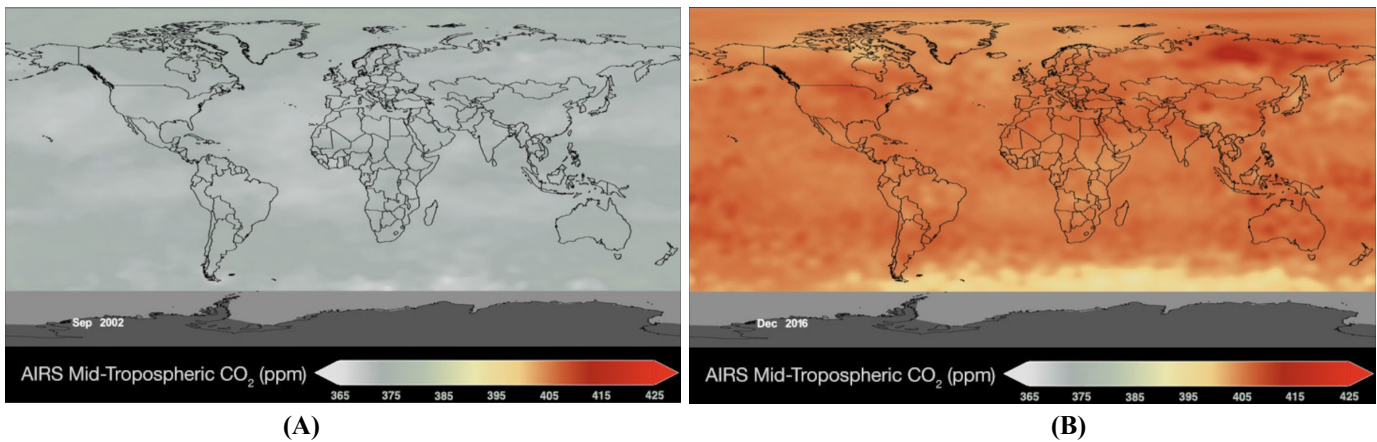 Sep 2002
AIRS Mid-Tropospheric CO₂ (ppm)
365 375 385 395 405 415 425
(A)
Dec 2016
AIRS Mid-Tropospheric CO₂ (ppm)
365 375 385 395 405 415 425
(B)